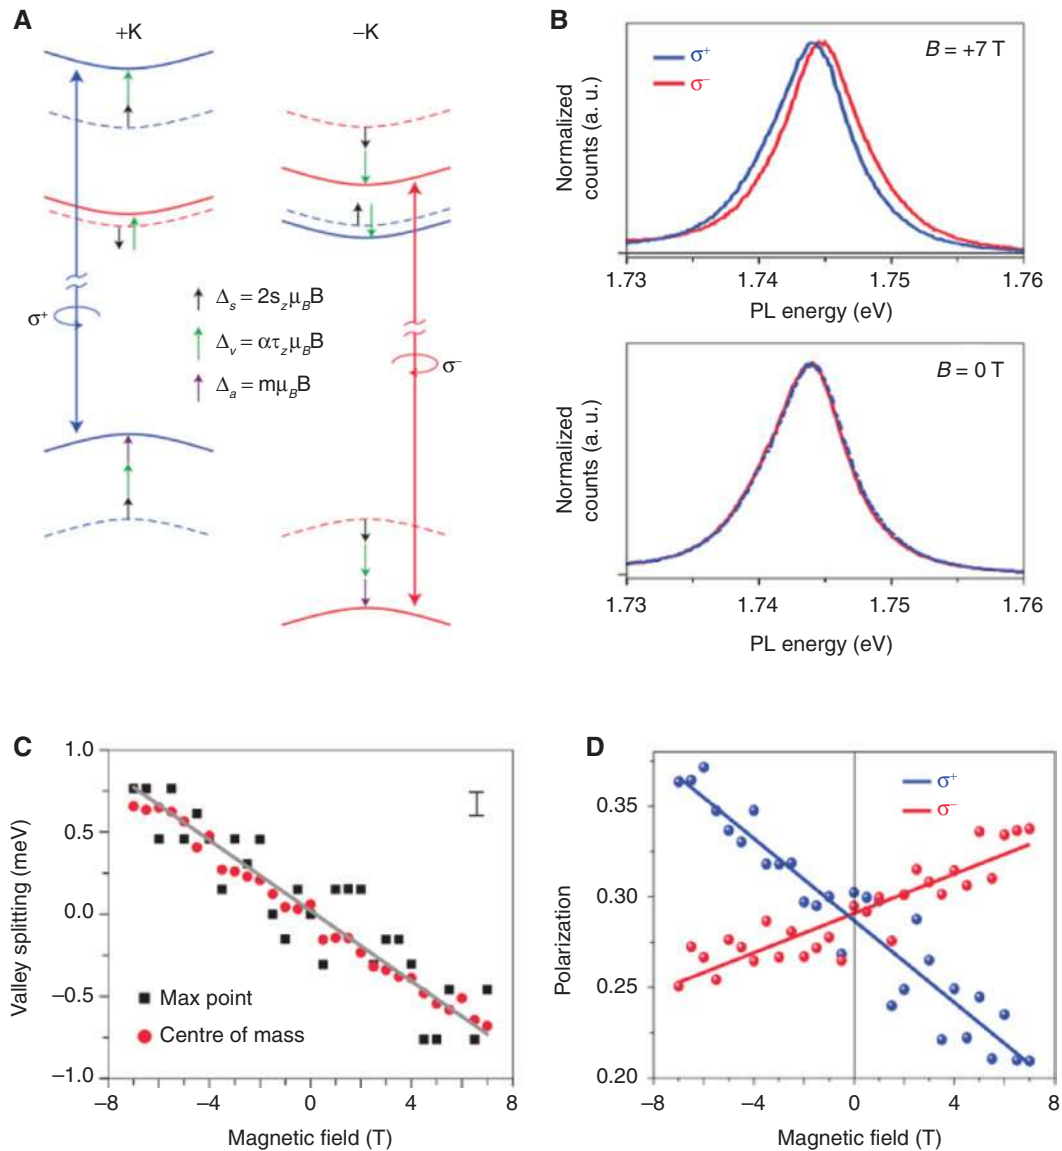 A
+K
–K
σ+
σ–
Δs = 2szμBB
Δv = ατzμBB
Δa = mμBB
B
σ+
σ–
B = +7 T
Normalized
counts (a. u.)
1.73
1.74
1.75
1.76
PL energy (eV)
B = 0 T
Normalized
counts (a. u.)
1.73
1.74
1.75
1.76
PL energy (eV)
C
1.0
0.5
0.0
–0.5
–1.0
Valley splitting (meV)
Max point
Centre of mass
–8
–4
0
4
8
Magnetic field (T)
D
σ+
σ–
0.35
0.30
0.25
0.20
Polarization
–8
–4
0
4
8
Magnetic field (T)